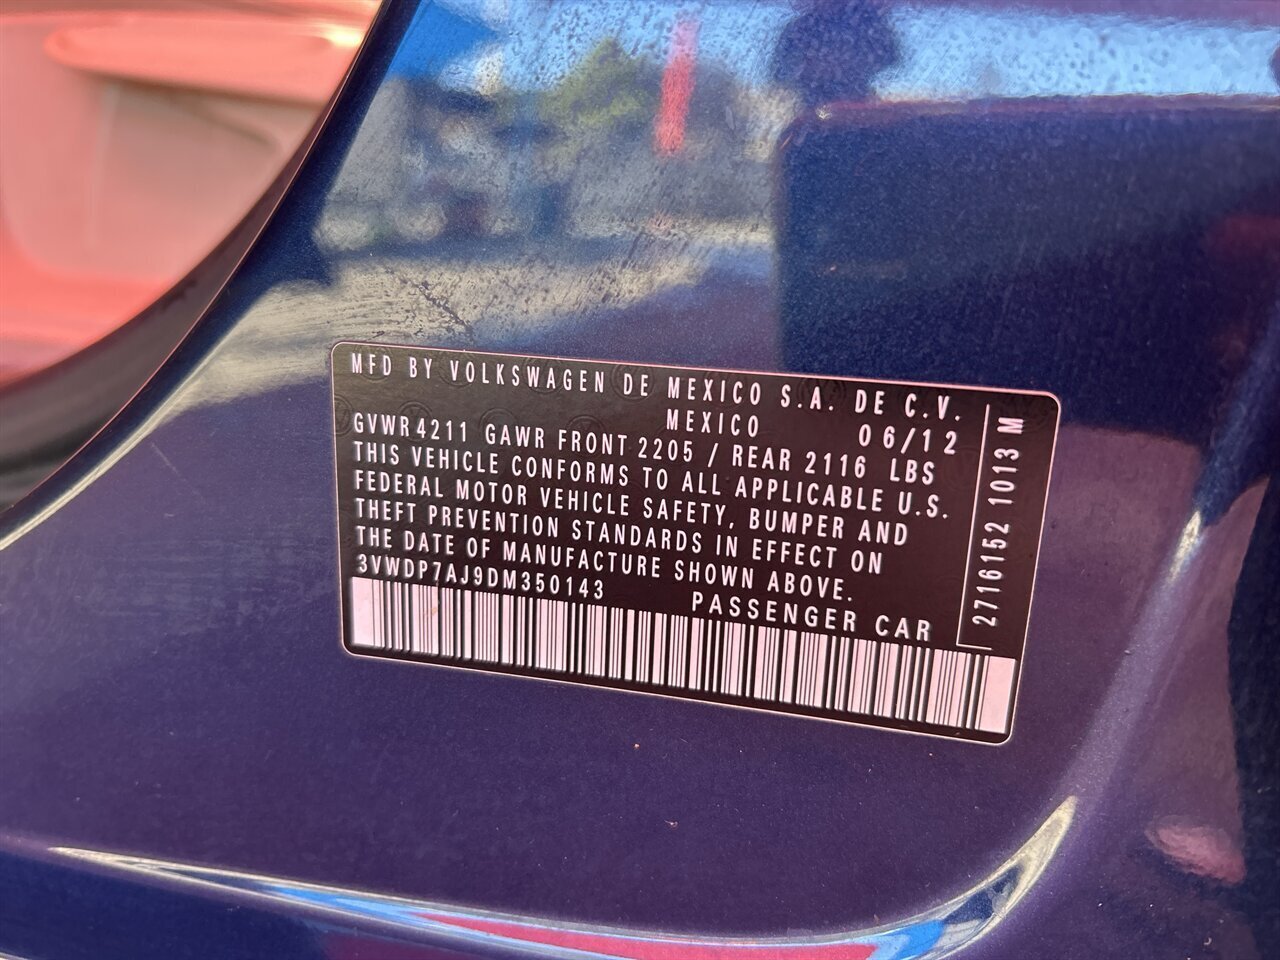 MFD BY VOLKSWAGEN DE MEXICO S.A. DE C.V.
MEXICO 06/12
GVWR 4211 GAWR FRONT 2205 / REAR 2116 LBS
THIS VEHICLE CONFORMS TO ALL APPLICABLE U.S.
FEDERAL MOTOR VEHICLE SAFETY, BUMPER AND
THEFT PREVENTION STANDARDS IN EFFECT ON
THE DATE OF MANUFACTURE SHOWN ABOVE.
3VWDP7AJ9DM350143 PASSENGER CAR
2716152 1013 M